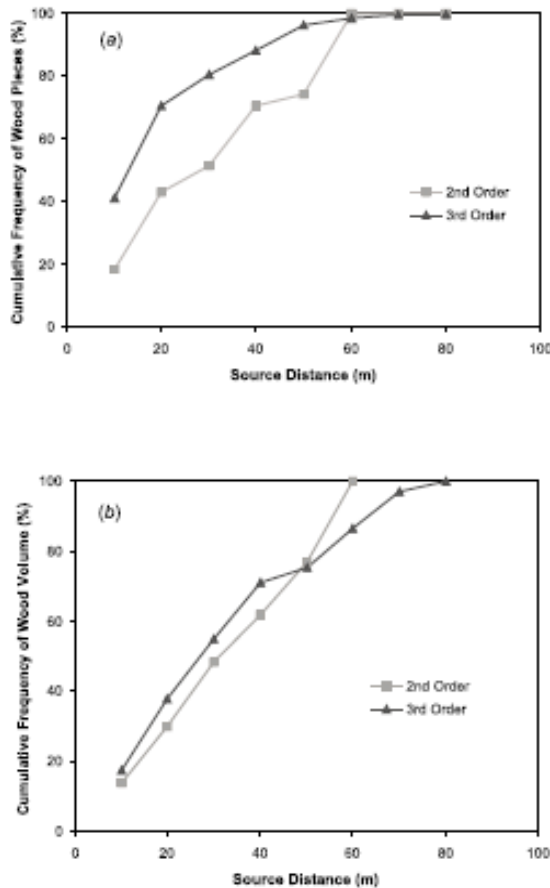 (a)
Cumulative Frequency of Wood Pieces (%)
100
80
60
40
20
0
2nd Order
3rd Order
0 20 40 60 80 100
Source Distance (m)
(b)
Cumulative Frequency of Wood Volume (%)
100
80
60
40
20
0
2nd Order
3rd Order
0 20 40 60 80 100
Source Distance (m)